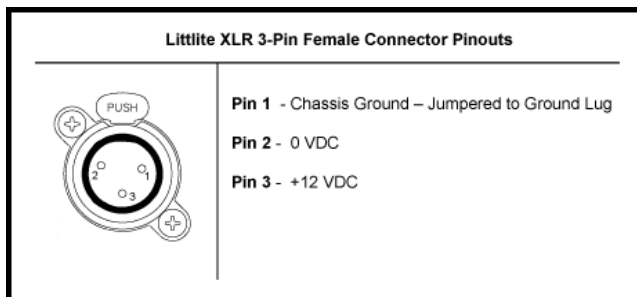 Littlite XLR 3-Pin Female Connector Pinouts
PUSH
2
1
3
Pin 1 - Chassis Ground – Jumpered to Ground Lug
Pin 2 - 0 VDC
Pin 3 - +12 VDC